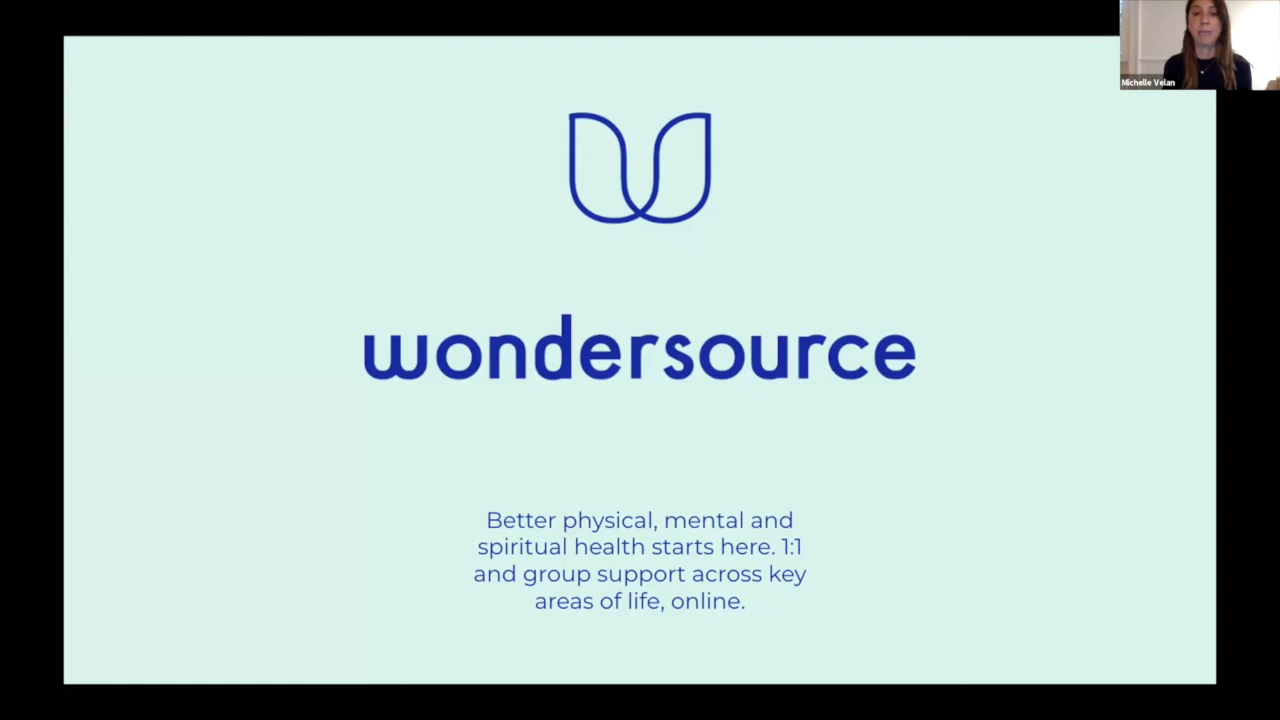 Michelle Velan
wondersource
Better physical, mental and
spiritual health starts here. 1:1
and group support across key
areas of life, online.